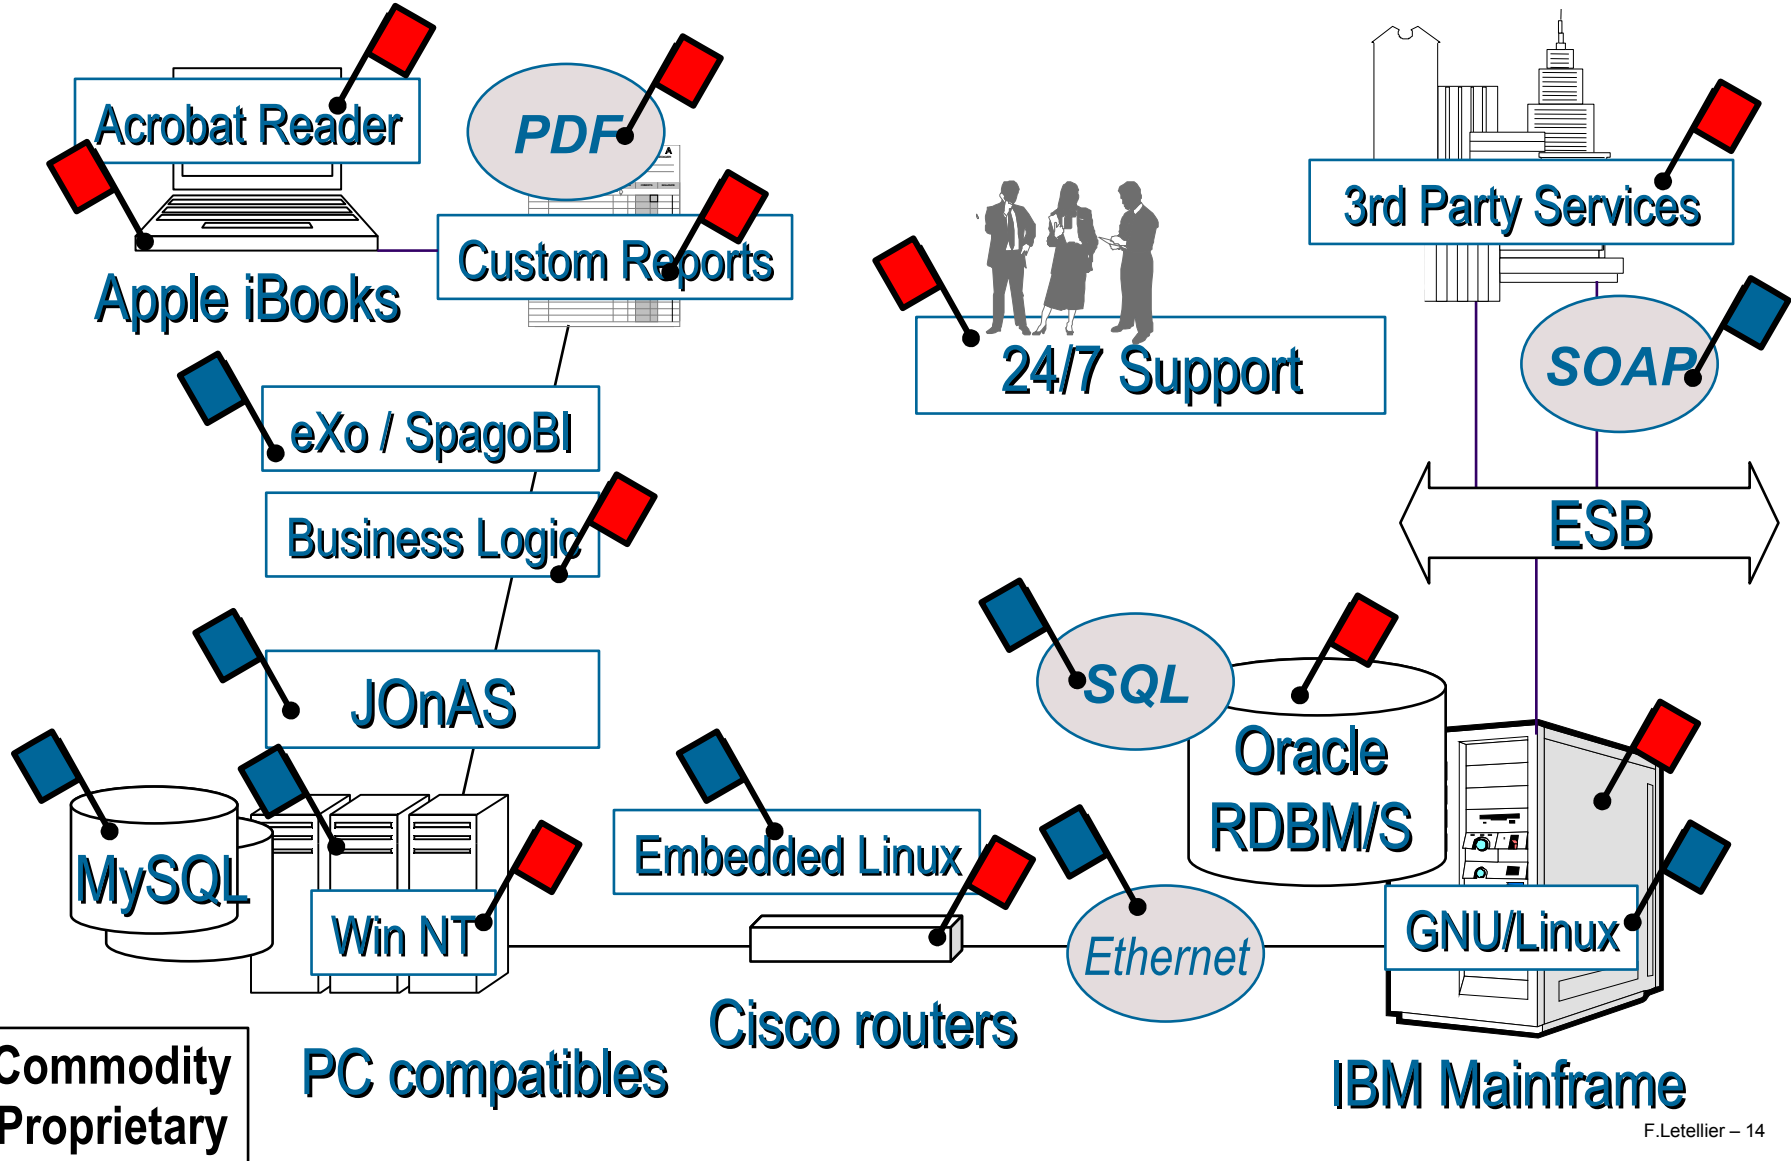 Acrobat Reader
PDF
A
3rd Party Services
Custom Reports
Apple iBooks
24/7 Support
SOAP
eXo / SpagoBI
Business Logic
ESB
JOnAS
SQL
Oracle
RDBM/S
MySQL
Embedded Linux
Win NT
Ethernet
GNU/Linux
Cisco routers
PC compatibles
IBM Mainframe
Commodity
Proprietary
F.Letellier – 14